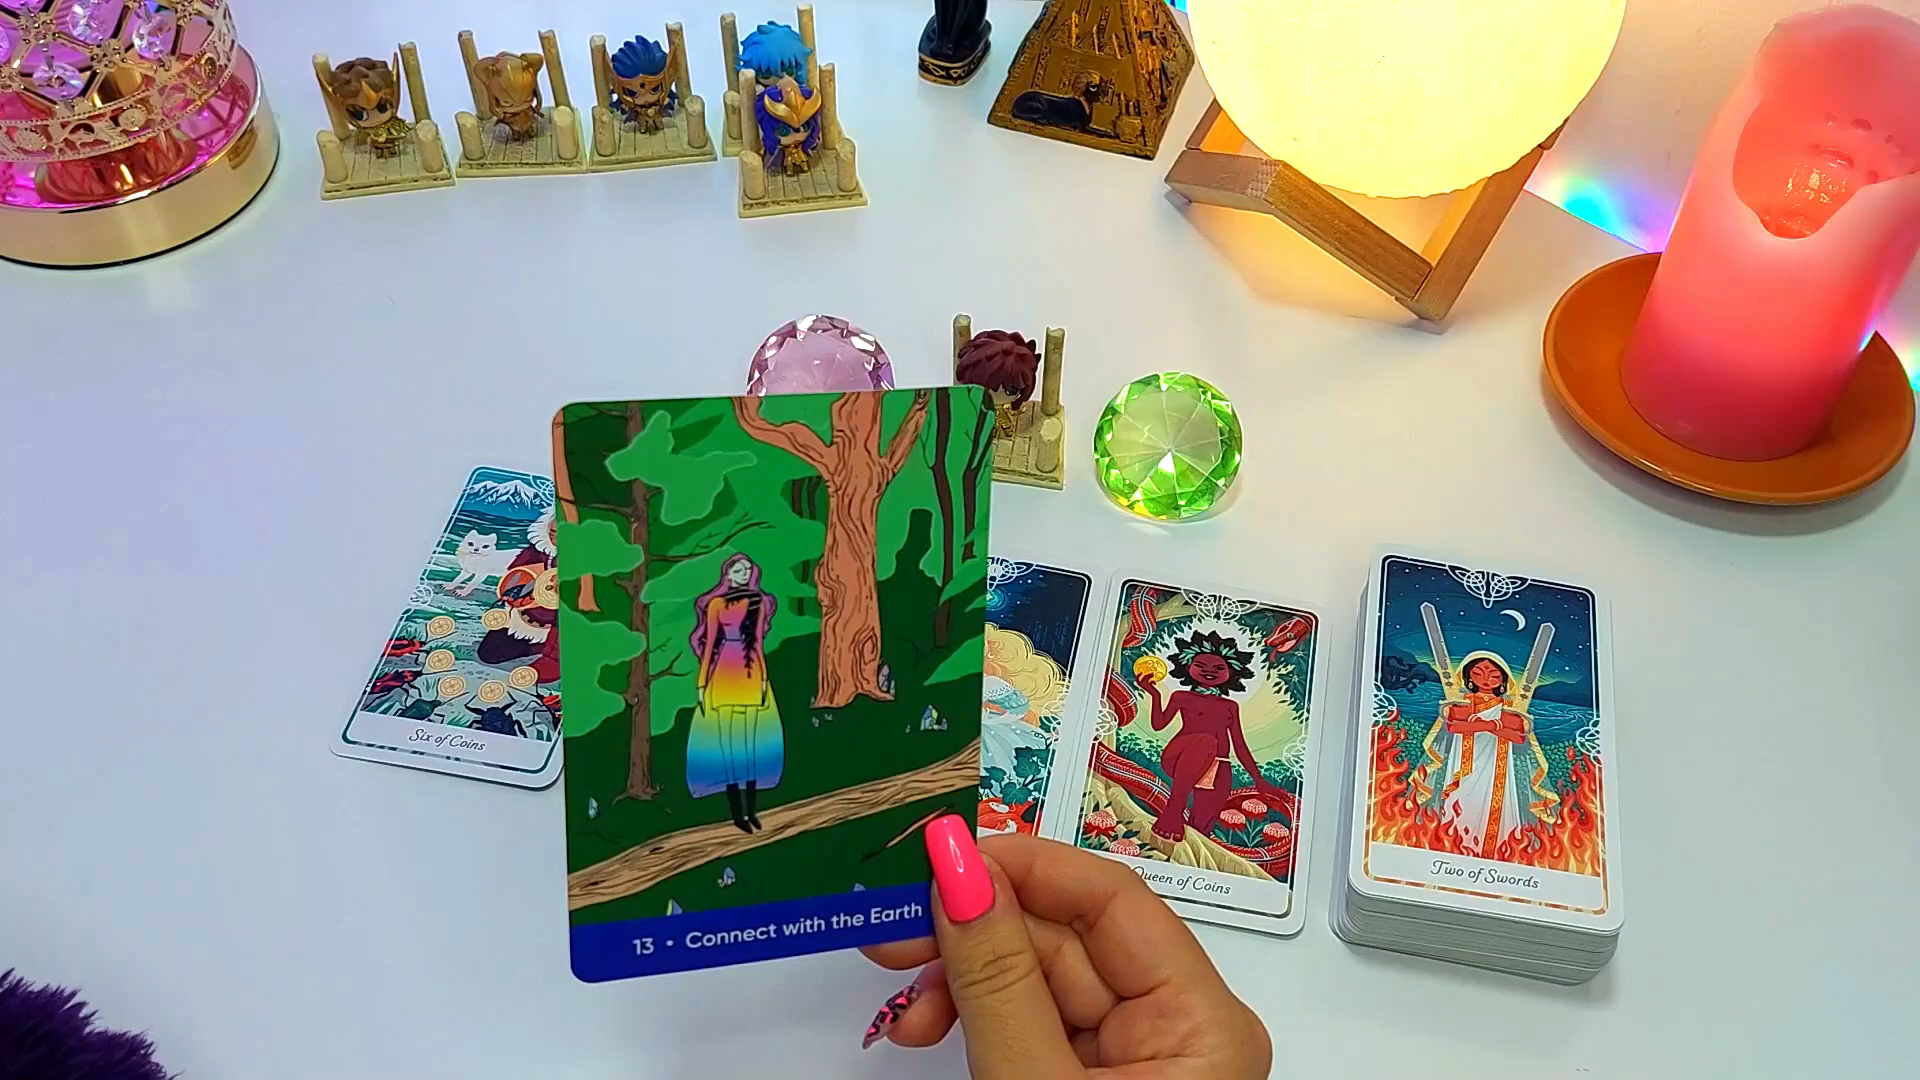 Six of Coins
13 • Connect with the Earth
Queen of Coins
Two of Swords